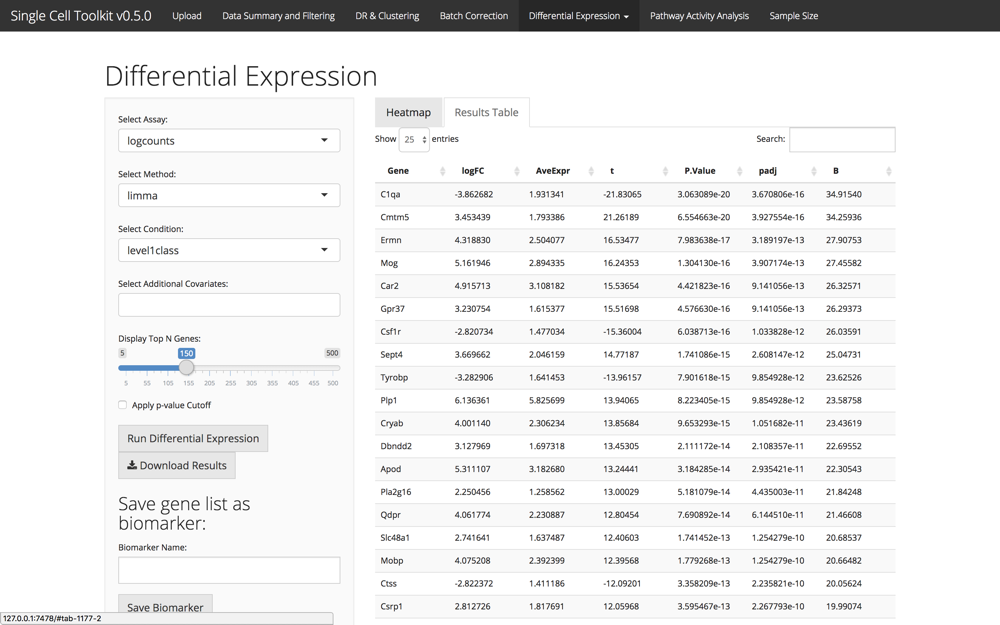 Single Cell Toolkit v0.5.0 Upload Data Summary and Filtering DR & Clustering Batch Correction Differential Expression Pathway Activity Analysis Sample Size
Differential Expression
Select Assay:
logcounts
Select Method:
limma
Select Condition:
level1class
Select Additional Covariates:
Display Top N Genes:
5 150 500
5 55 105 155 205 255 305 355 405 455 500
Apply p-value Cutoff
Run Differential Expression
Download Results
Save gene list as
biomarker:
Biomarker Name:
Save Biomarker
127.0.0.1:7478/#tab-1177-2
Heatmap Results Table
Show 25 entries Search:
Gene logFC AveExpr t P.Value padj B
C1qa -3.862682 1.931341 -21.83065 3.063089e-20 3.670806e-16 34.91540
Cmtm5 3.453439 1.793386 21.26189 6.554663e-20 3.927554e-16 34.25936
Ermn 4.318830 2.504077 16.53477 7.983638e-17 3.189197e-13 27.90753
Mog 5.161946 2.894335 16.24353 1.304130e-16 3.907174e-13 27.45582
Car2 4.915713 3.108182 15.53654 4.421823e-16 9.141056e-13 26.32571
Gpr37 3.230754 1.615377 15.51698 4.576630e-16 9.141056e-13 26.29373
Csf1r -2.820734 1.477034 -15.36004 6.038713e-16 1.033828e-12 26.03591
Sept4 3.669662 2.046159 14.77187 1.741086e-15 2.608147e-12 25.04731
Tyrobp -3.282906 1.641453 -13.96157 7.901618e-15 9.854928e-12 23.62526
Plp1 6.136361 5.825699 13.94065 8.223405e-15 9.854928e-12 23.58758
Cryab 4.001140 2.306234 13.85684 9.653293e-15 1.051682e-11 23.43619
Dbndd2 3.127969 1.697318 13.45305 2.111172e-14 2.108357e-11 22.69552
Apod 5.311107 3.182680 13.24441 3.184285e-14 2.935421e-11 22.30543
Pla2g16 2.250456 1.258562 13.00029 5.181079e-14 4.435003e-11 21.84248
Qdpr 4.061774 2.230887 12.80454 7.690892e-14 6.144510e-11 21.46608
Slc48a1 2.741641 1.637487 12.40603 1.741452e-13 1.254279e-10 20.68537
Mobp 4.075208 2.392399 12.39568 1.779268e-13 1.254279e-10 20.66482
Ctss -2.822372 1.411186 -12.09201 3.358209e-13 2.235821e-10 20.05624
Csrp1 2.812726 1.817691 12.05968 3.595467e-13 2.267793e-10 19.99074